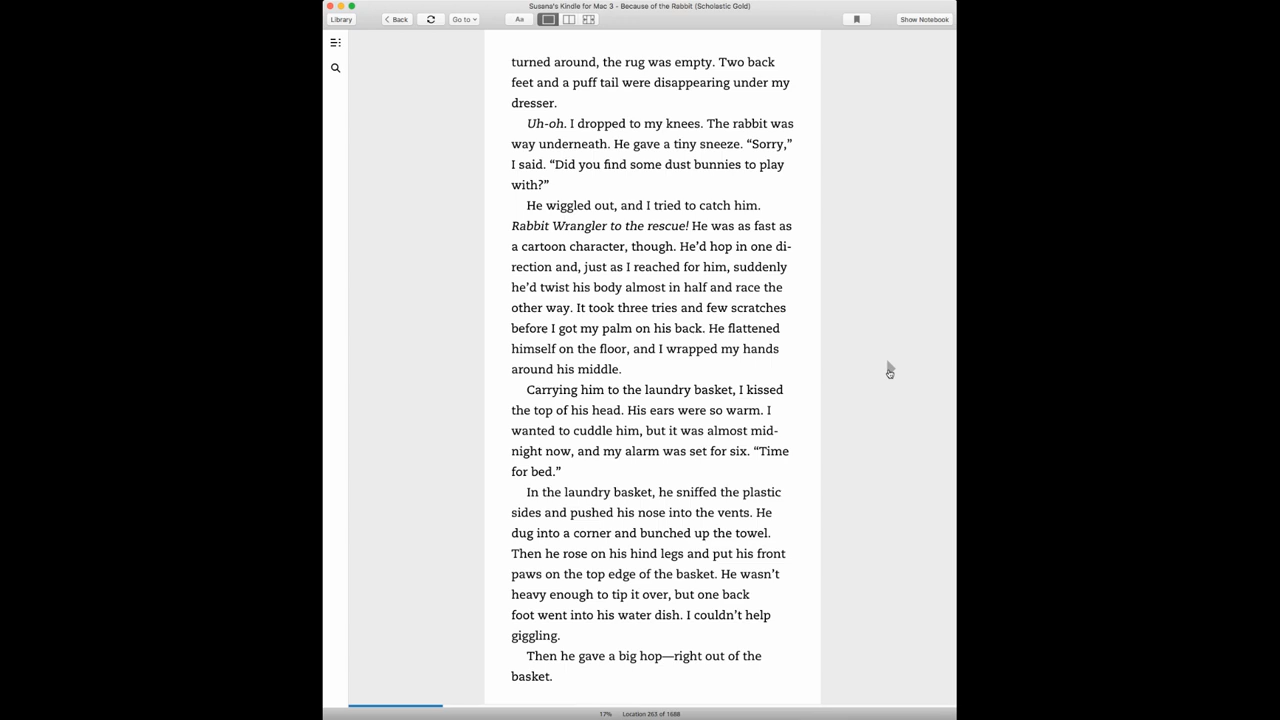 Susana's Kindle for Mac 3 - Because of the Rabbit (Scholastic Gold)
Library
Back
Go to
Aa
Show Notebook
turned around, the rug was empty. Two back
feet and a puff tail were disappearing under my
dresser.
Uh-oh. I dropped to my knees. The rabbit was
way underneath. He gave a tiny sneeze. “Sorry,”
I said. “Did you find some dust bunnies to play
with?”
He wiggled out, and I tried to catch him.
Rabbit Wrangler to the rescue! He was as fast as
a cartoon character, though. He’d hop in one di-
rection and, just as I reached for him, suddenly
he’d twist his body almost in half and race the
other way. It took three tries and few scratches
before I got my palm on his back. He flattened
himself on the floor, and I wrapped my hands
around his middle.
Carrying him to the laundry basket, I kissed
the top of his head. His ears were so warm. I
wanted to cuddle him, but it was almost mid-
night now, and my alarm was set for six. “Time
for bed.”
In the laundry basket, he sniffed the plastic
sides and pushed his nose into the vents. He
dug into a corner and bunched up the towel.
Then he rose on his hind legs and put his front
paws on the top edge of the basket. He wasn’t
heavy enough to tip it over, but one back
foot went into his water dish. I couldn’t help
giggling.
Then he gave a big hop—right out of the
basket.
17% Location 263 of 1688